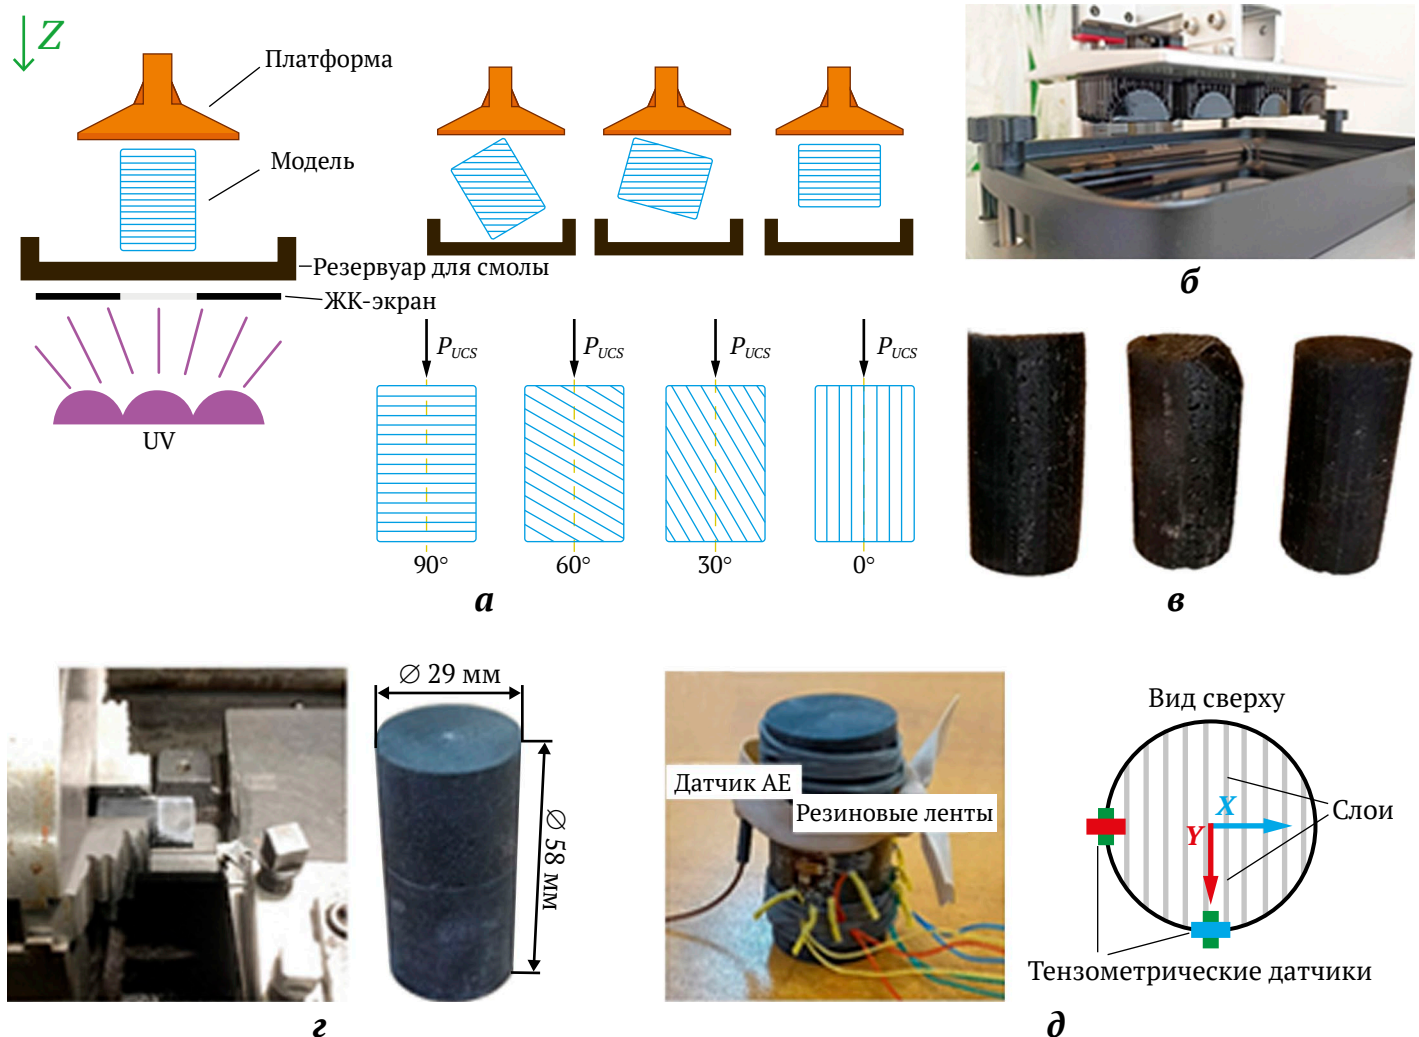 Z
Платформа
Модель
Резервуар для смолы
ЖК-экран
UV
P_UCS
P_UCS
P_UCS
P_UCS
90°
60°
30°
0°
а
б
в
∅ 29 мм
∅ 58 мм
г
Датчик АЕ
Резиновые ленты
д
Вид сверху
X
Y
Слои
Тензометрические датчики